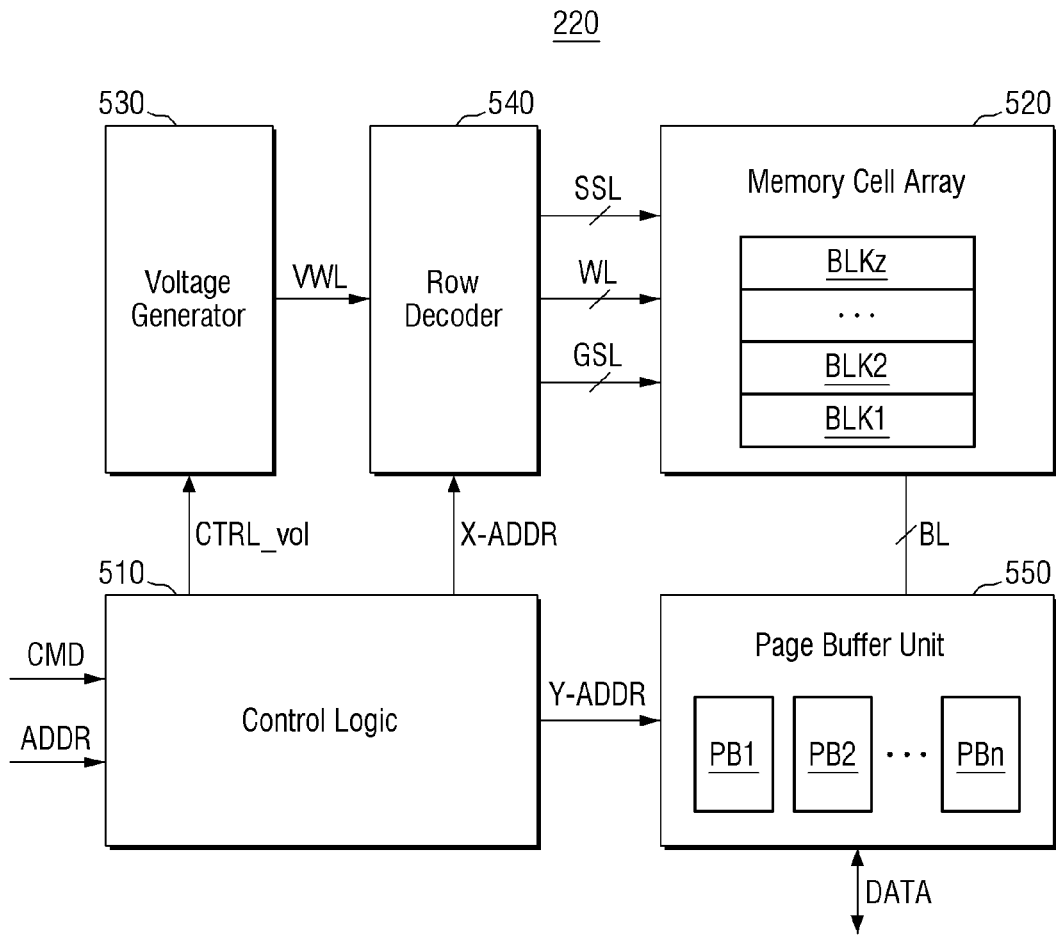 220
530
540
520
Voltage
Generator
VWL
Row
Decoder
SSL
WL
GSL
Memory Cell Array
BLKz
···
BLK2
BLK1
CTRL_vol
X-ADDR
BL
510
550
CMD
ADDR
Control Logic
Y-ADDR
Page Buffer Unit
PB1
PB2
···
PBn
DATA